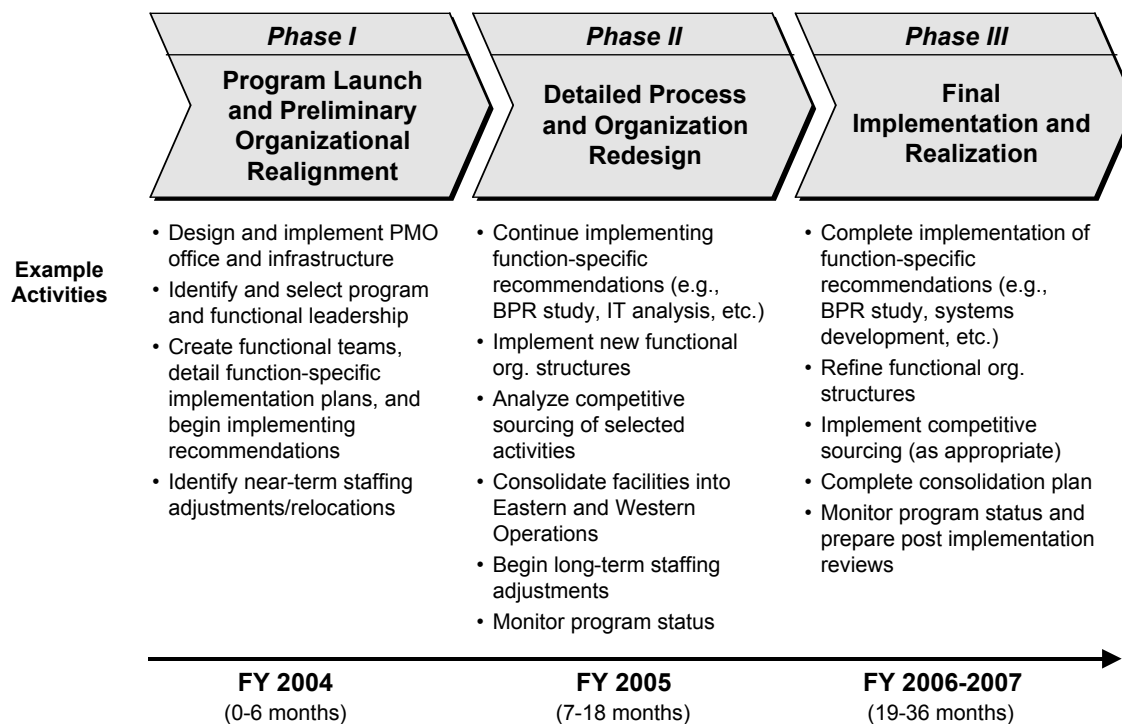 Phase I
Program Launch
and Preliminary
Organizational
Realignment
Phase II
Detailed Process
and Organization
Redesign
Phase III
Final
Implementation and
Realization
Example
Activities
• Design and implement PMO
office and infrastructure
• Identify and select program
and functional leadership
• Create functional teams,
detail function-specific
implementation plans, and
begin implementing
recommendations
• Identify near-term staffing
adjustments/relocations
• Continue implementing
function-specific
recommendations (e.g.,
BPR study, IT analysis, etc.)
• Implement new functional
org. structures
• Analyze competitive
sourcing of selected
activities
• Consolidate facilities into
Eastern and Western
Operations
• Begin long-term staffing
adjustments
• Monitor program status
• Complete implementation of
function-specific
recommendations (e.g.,
BPR study, systems
development, etc.)
• Refine functional org.
structures
• Implement competitive
sourcing (as appropriate)
• Complete consolidation plan
• Monitor program status and
prepare post implementation
reviews
FY 2004
(0-6 months)
FY 2005
(7-18 months)
FY 2006-2007
(19-36 months)